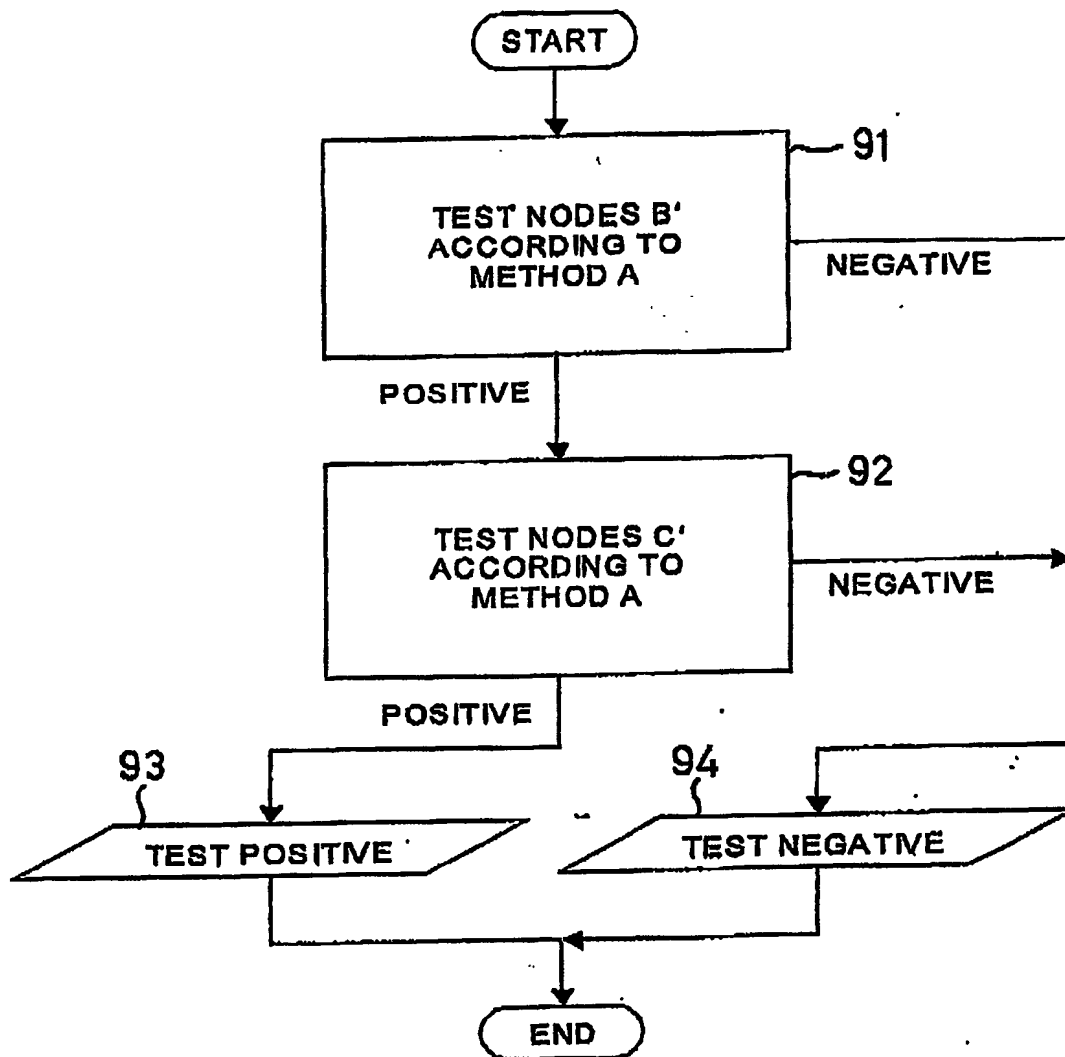 START
91
TEST NODES B'
ACCORDING TO
METHOD A
NEGATIVE
POSITIVE
92
TEST NODES C'
ACCORDING TO
METHOD A
NEGATIVE
POSITIVE
93
94
TEST POSITIVE
TEST NEGATIVE
END